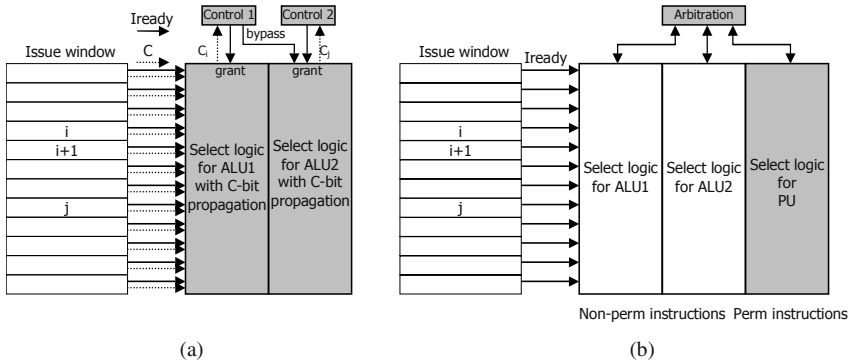 Iready
Control 1
Control 2
Issue window
C
Ci
bypass
Cj
grant
grant
i
i+1
j
Select logic
for ALU1
with C-bit
propagation
Select logic
for ALU2
with C-bit
propagation
(a)
Arbitration
Issue window
Iready
i
i+1
j
Select logic
for ALU1
Select logic
for ALU2
Select logic
for
PU
Non-perm instructions
Perm instructions
(b)